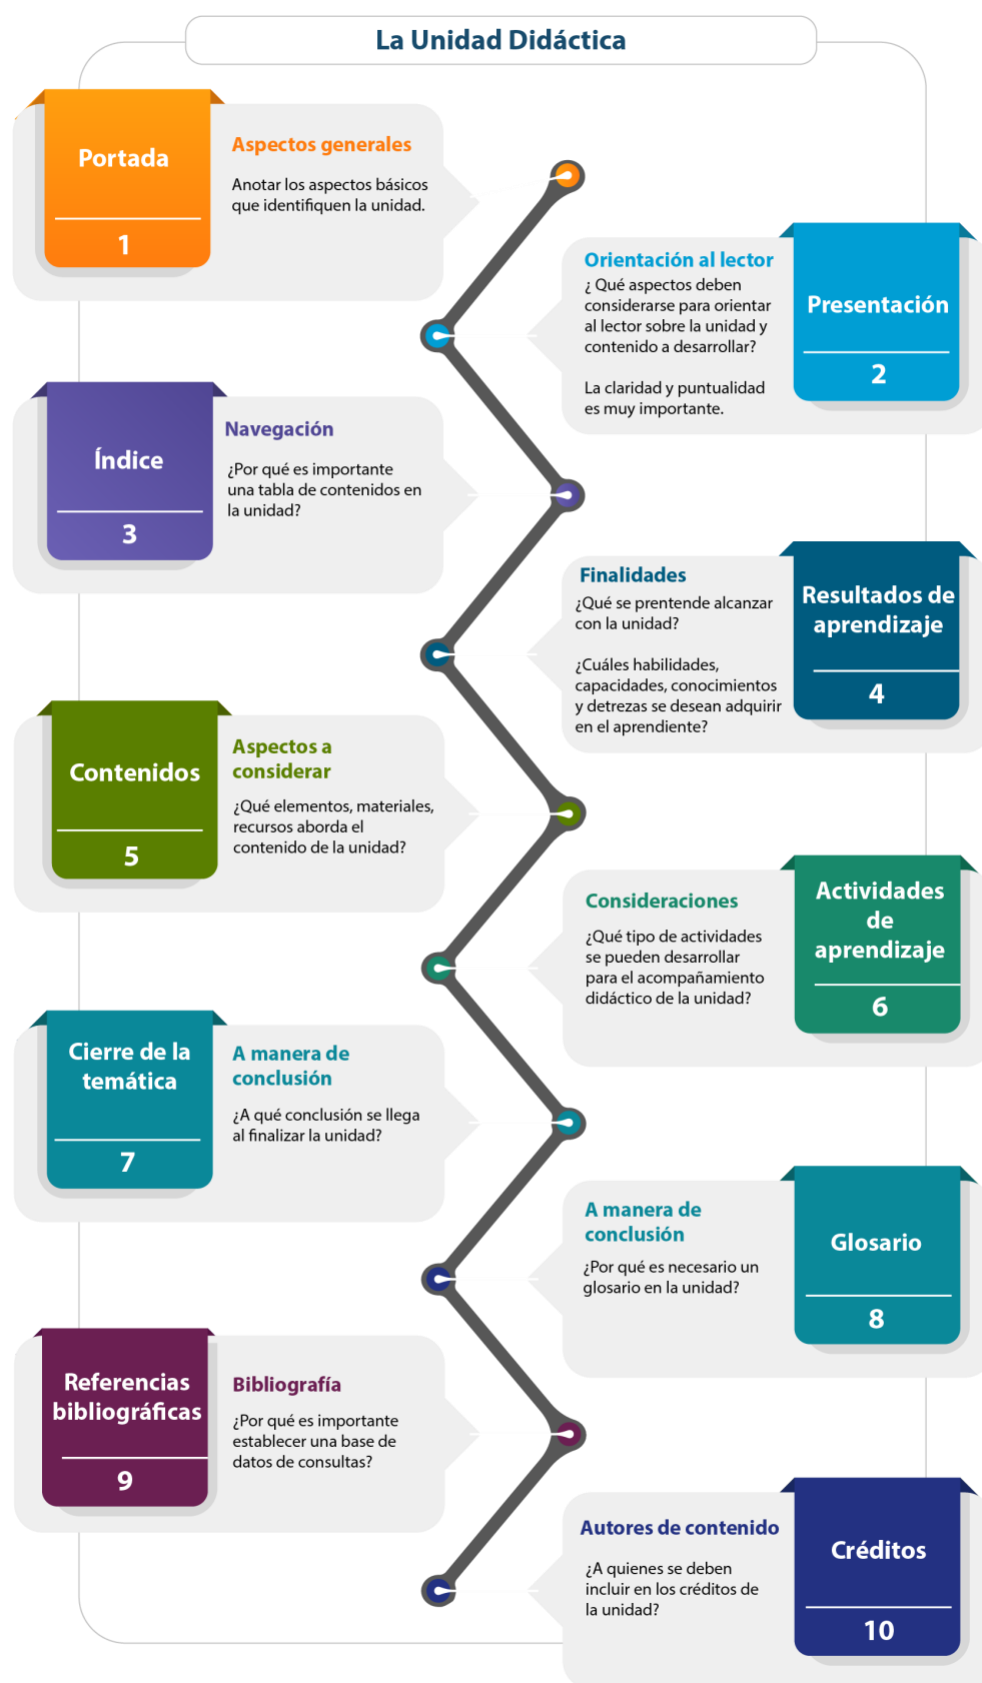 La Unidad Didáctica
Portada
1
Aspectos generales
Anotar los aspectos básicos
que identifiquen la unidad.
Orientación al lector
¿ Qué aspectos deben
considerarse para orientar
al lector sobre la unidad y
contenido a desarrollar?
La claridad y puntualidad
es muy importante.
Presentación
2
Índice
3
Navegación
¿Por qué es importante
una tabla de contenidos en
la unidad?
Finalidades
¿Qué se prentende alcanzar
con la unidad?
¿Cuáles habilidades,
capacidades, conocimientos
y detrezas se desean adquirir
en el aprendiente?
Resultados de
aprendizaje
4
Contenidos
5
Aspectos a
considerar
¿Qué elementos, materiales,
recursos aborda el
contenido de la unidad?
Consideraciones
¿Qué tipo de actividades
se pueden desarrollar
para el acompañamiento
didáctico de la unidad?
Actividades
de
aprendizaje
6
Cierre de la
temática
7
A manera de
conclusión
¿A qué conclusión se llega
al finalizar la unidad?
A manera de
conclusión
¿Por qué es necesario un
glosario en la unidad?
Glosario
8
Referencias
bibliográficas
9
Bibliografía
¿Por qué es importante
establecer una base de
datos de consultas?
Autores de contenido
¿A quienes se deben
incluir en los créditos de
la unidad?
Créditos
10